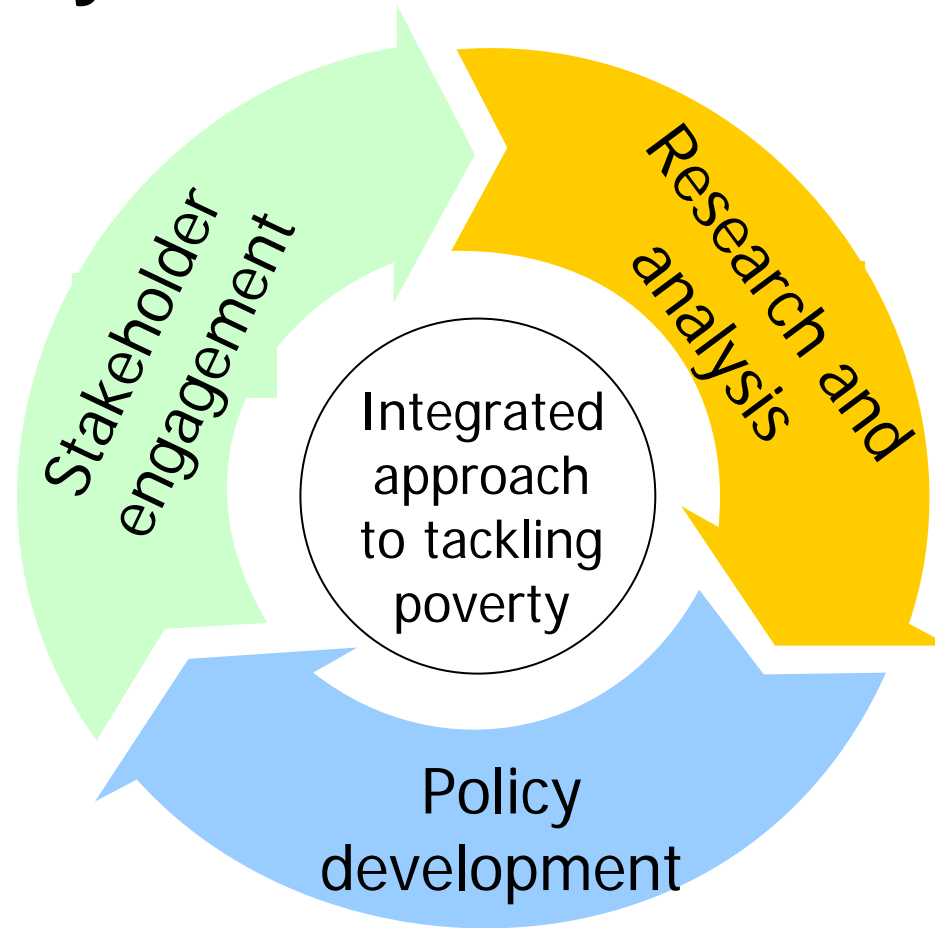 Stakeholder
engagement
Research and
analysis
Integrated
approach
to tackling
poverty
Policy
development